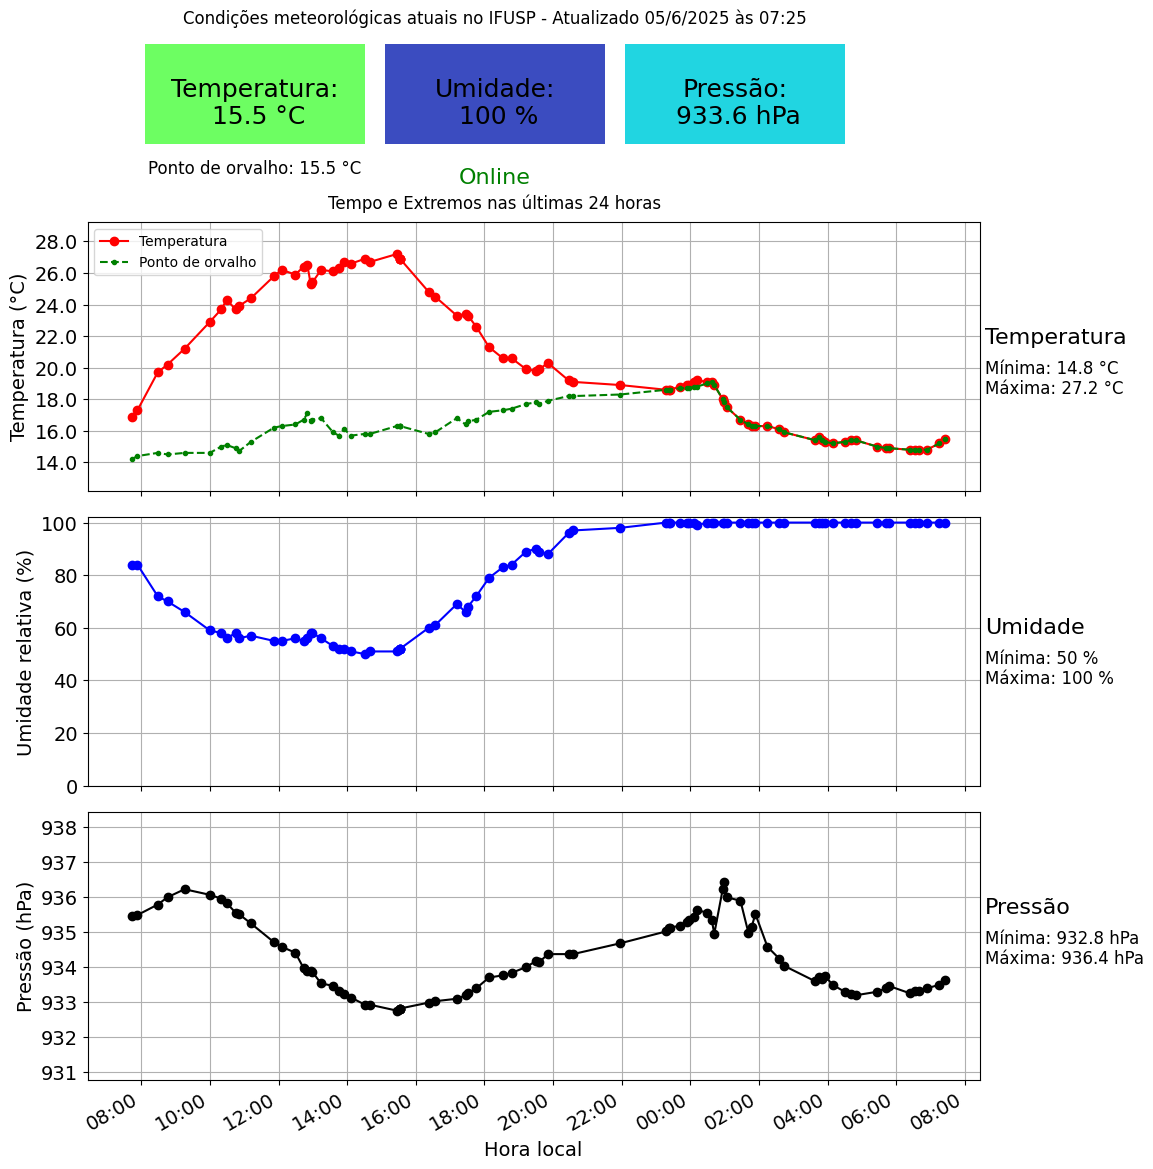 Condições meteorológicas atuais no IFUSP - Atualizado 05/6/2025 às 07:25
Temperatura:
15.5 °C
Umidade:
100 %
Pressão:
933.6 hPa
Ponto de orvalho: 15.5 °C
Online
Tempo e Extremos nas últimas 24 horas
Temperatura
Ponto de orvalho
Temperatura (°C)
28.0
26.0
24.0
22.0
20.0
18.0
16.0
14.0
Temperatura
Mínima: 14.8 °C
Máxima: 27.2 °C
Umidade relativa (%)
100
80
60
40
20
0
Umidade
Mínima: 50 %
Máxima: 100 %
Pressão (hPa)
938
937
936
935
934
933
932
931
Pressão
Mínima: 932.8 hPa
Máxima: 936.4 hPa
08:00
10:00
12:00
14:00
16:00
18:00
20:00
22:00
00:00
02:00
04:00
06:00
08:00
Hora local